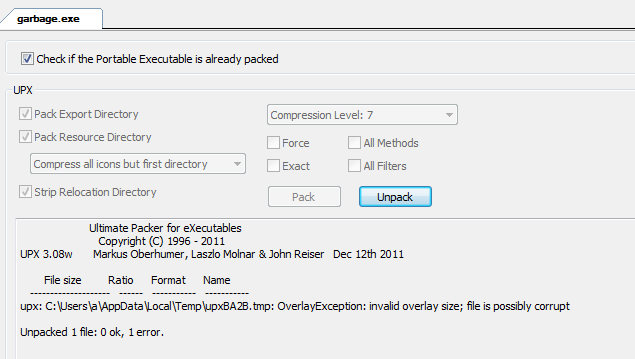 garbage.exe
Check if the Portable Executable is already packed
UPX
Pack Export Directory
Compression Level: 7
Pack Resource Directory
Force
All Methods
Compress all icons but first directory
Exact
All Filters
Strip Relocation Directory
Pack
Unpack
Ultimate Packer for eXecutables
Copyright (C) 1996 - 2011
UPX 3.08w Markus Oberhumer, Laszlo Molnar & John Reiser Dec 12th 2011
File size Ratio Format Name
-------------------- ------ ----------- -----------
upx: C:\Users\a\AppData\Local\Temp\upxBA2B.tmp: OverlayException: invalid overlay size; file is possibly corrupt
Unpacked 1 file: 0 ok, 1 error.